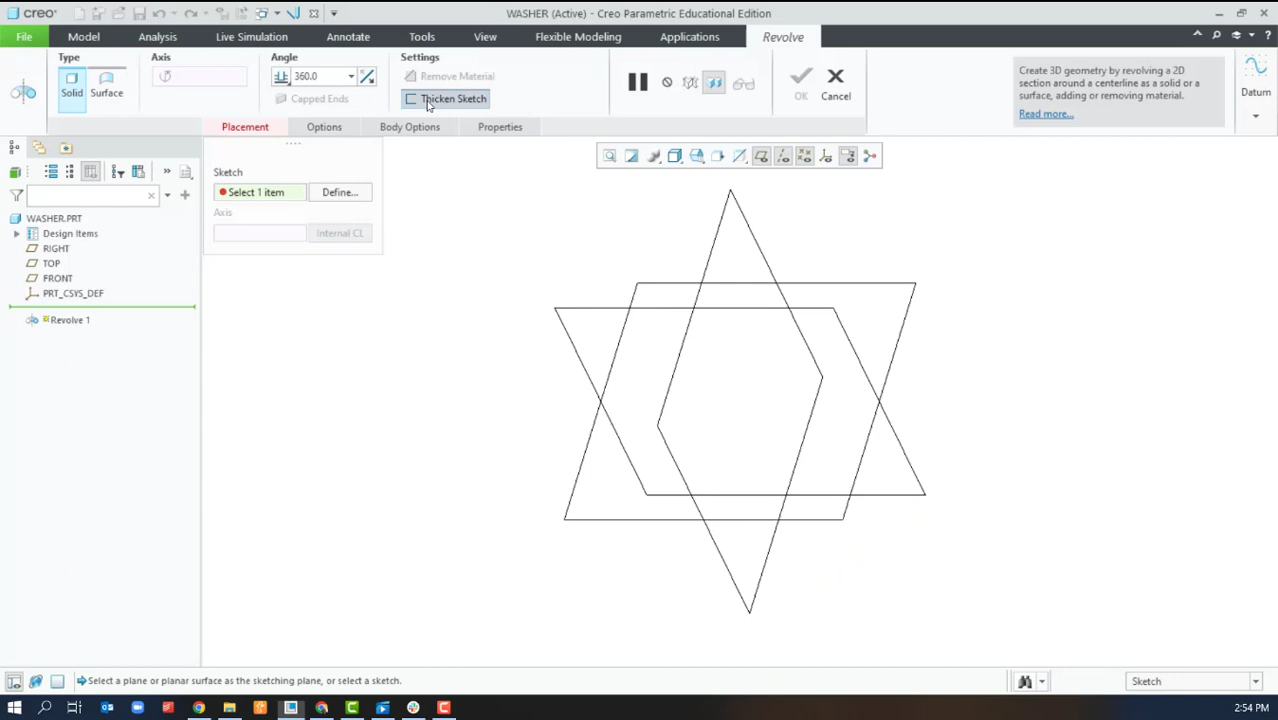 creo WASHER (Active) - Creo Parametric Educational Edition
File Model Analysis Live Simulation Annotate Tools View Flexible Modeling Applications Revolve
Type Axis Angle Settings
Solid Surface 360.0 Remove Material OK Cancel
Capped Ends Thicken Sketch
Create 3D geometry by revolving a 2D
section around a centerline as a solid or a
surface, adding or removing material.
Read more...
Datum
Placement Options Body Options Properties
Sketch
Select 1 item Define...
Axis
Internal CL
WASHER.PRT
Design Items
RIGHT
TOP
FRONT
PRT_CSYS_DEF
Revolve 1
Select a plane or planar surface as the sketching plane, or select a sketch. Sketch
2:54 PM